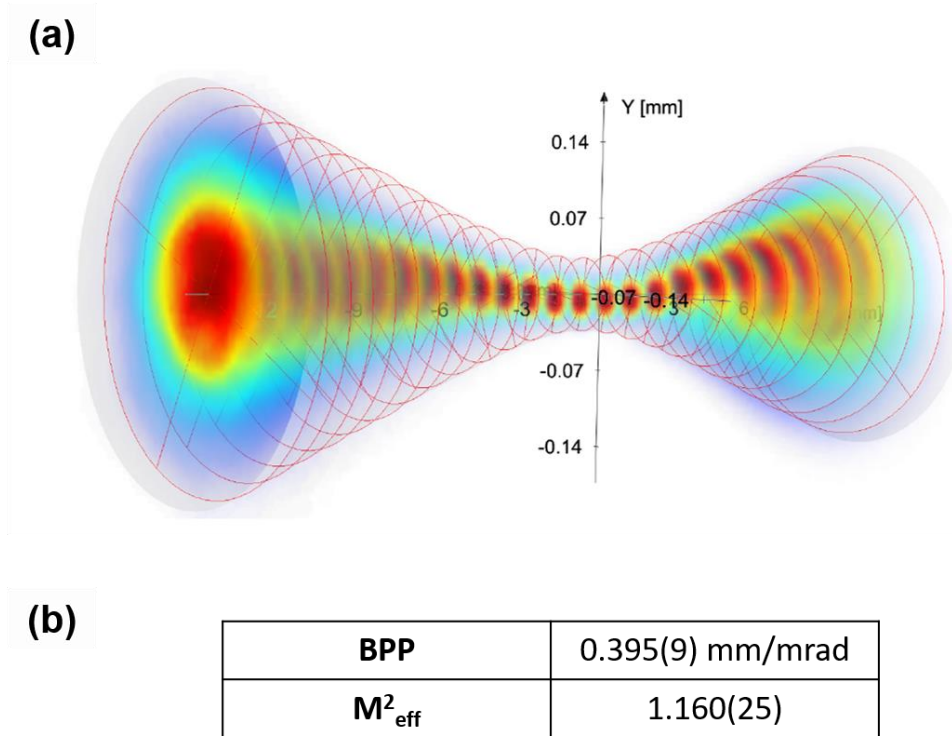 (a)
Y [mm]
0.14
0.07
-9
-6
-3
-0.07
-0.14
3
6
-0.07
-0.14
(b)
BPP 0.395(9) mm/mrad
M²eff 1.160(25)